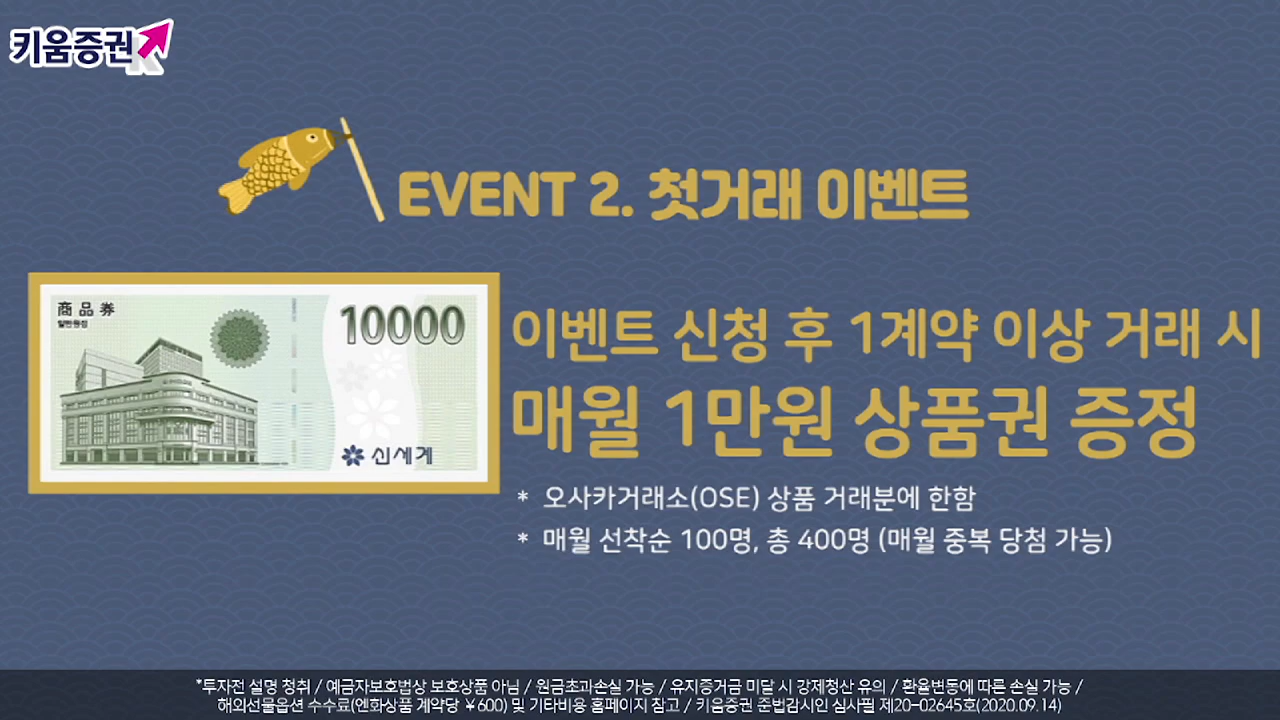 키움증권
EVENT 2. 첫거래 이벤트
商品券
일반원정
10000
신세계
이벤트 신청 후 1계약 이상 거래 시
매월 1만원 상품권 증정
* 오사카거래소(OSE) 상품 거래분에 한함
* 매월 선착순 100명, 총 400명 (매월 중복 당첨 가능)
*투자전 설명 청취 / 예금자보호법상 보호상품 아님 / 원금초과손실 가능 / 유지증거금 미달 시 강제청산 유의 / 환율변동에 따른 손실 가능 /
해외선물옵션 수수료(엔화상품 계약당 ￥600) 및 기타비용 홈페이지 참고 / 키움증권 준법감시인 심사필 제20-02645호(2020.09.14)